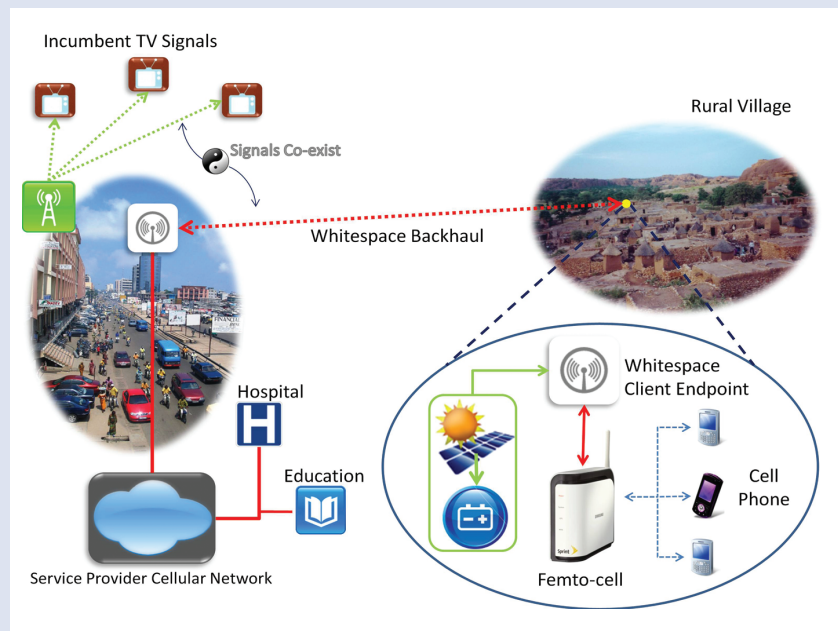 Incumbent TV Signals
Rural Village
Signals Co-exist
Whitespace Backhaul
Whitespace
Client Endpoint
Hospital
Education
Cell
Phone
Sprint
Femto-cell
Service Provider Cellular Network